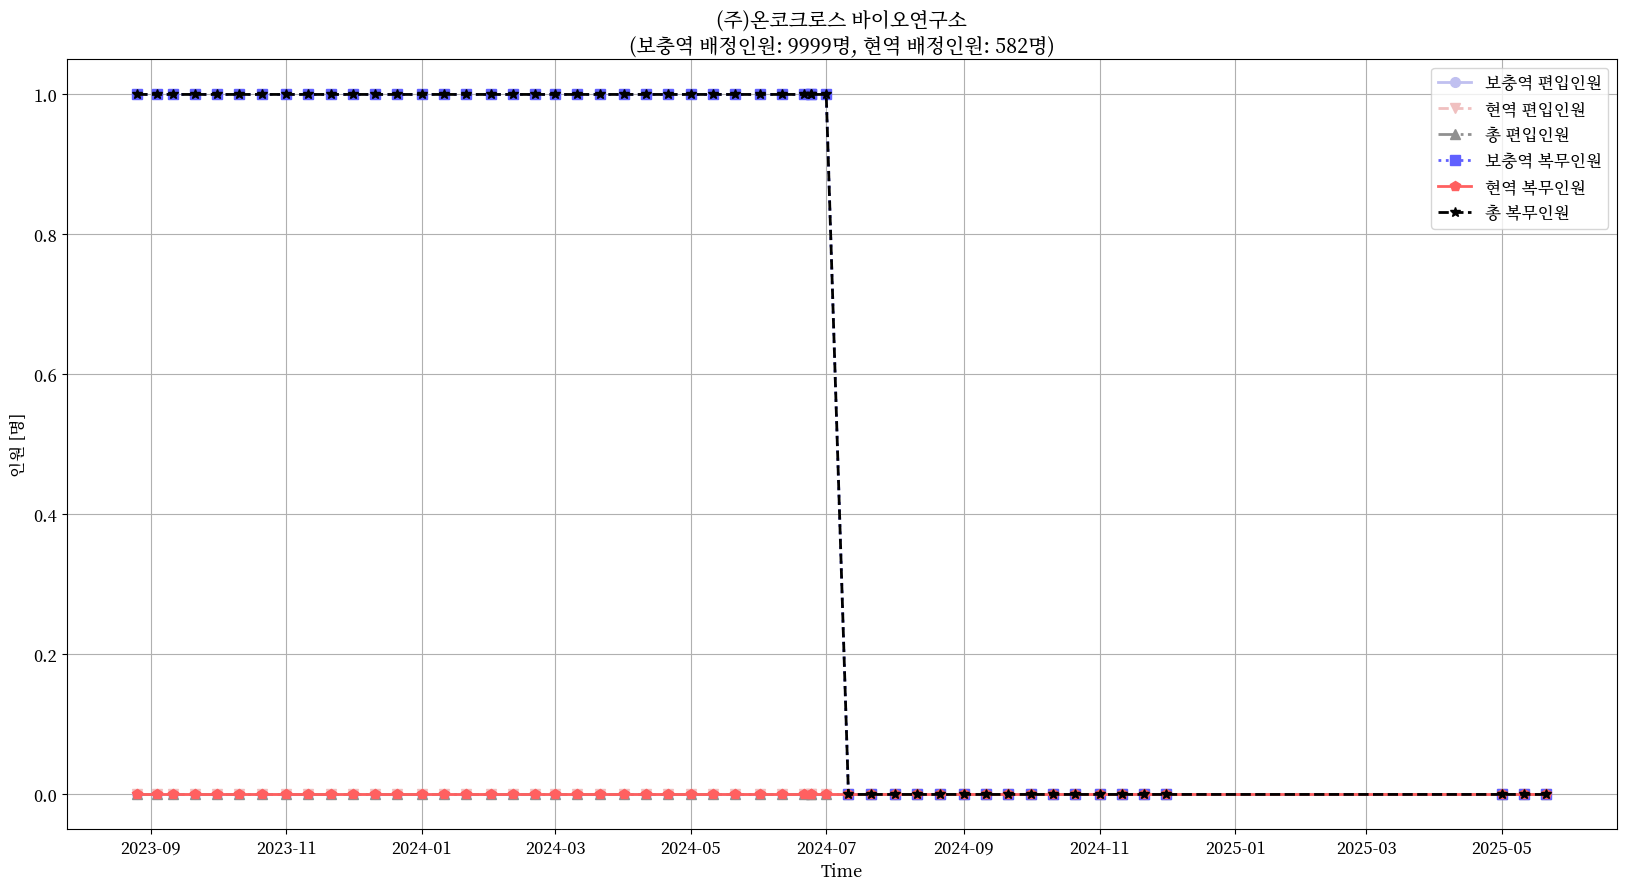 (주)온코크로스 바이오연구소
(보충역 배정인원: 9999명, 현역 배정인원: 582명)
보충역 편입인원
현역 편입인원
총 편입인원
보충역 복무인원
현역 복무인원
총 복무인원
인원 [명]
1.0
0.8
0.6
0.4
0.2
0.0
2023-09
2023-11
2024-01
2024-03
2024-05
2024-07
2024-09
2024-11
2025-01
2025-03
2025-05
Time